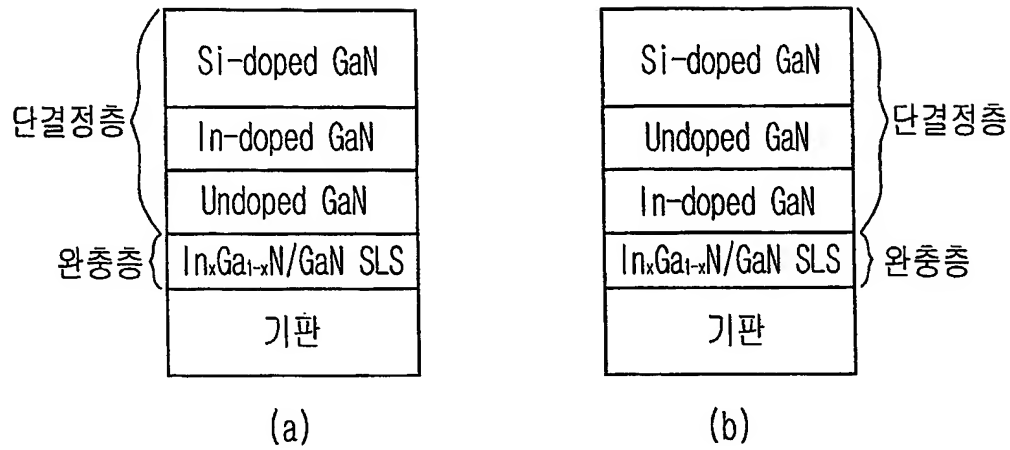 Si-doped GaN
단결정층
In-doped GaN
Undoped GaN
완충층
InₓGa₁₋ₓN/GaN SLS
기판
(a)
Si-doped GaN
단결정층
Undoped GaN
In-doped GaN
InₓGa₁₋ₓN/GaN SLS
완충층
기판
(b)